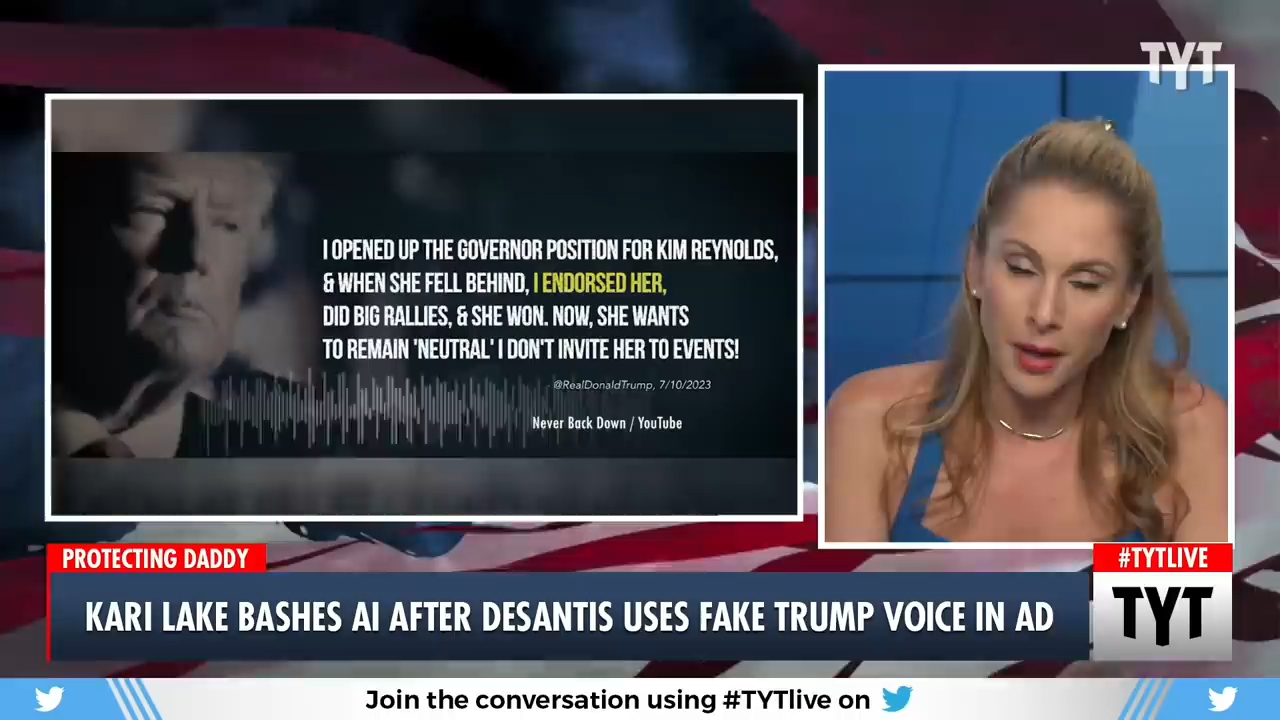 TYT
I OPENED UP THE GOVERNOR POSITION FOR KIM REYNOLDS,
& WHEN SHE FELL BEHIND, I ENDORSED HER,
DID BIG RALLIES, & SHE WON. NOW, SHE WANTS
TO REMAIN 'NEUTRAL' I DON'T INVITE HER TO EVENTS!
@RealDonaldTrump, 7/10/2023
Never Back Down / YouTube
PROTECTING DADDY
#TYTLIVE
KARI LAKE BASHES AI AFTER DESANTIS USES FAKE TRUMP VOICE IN AD
TYT
Join the conversation using #TYTlive on